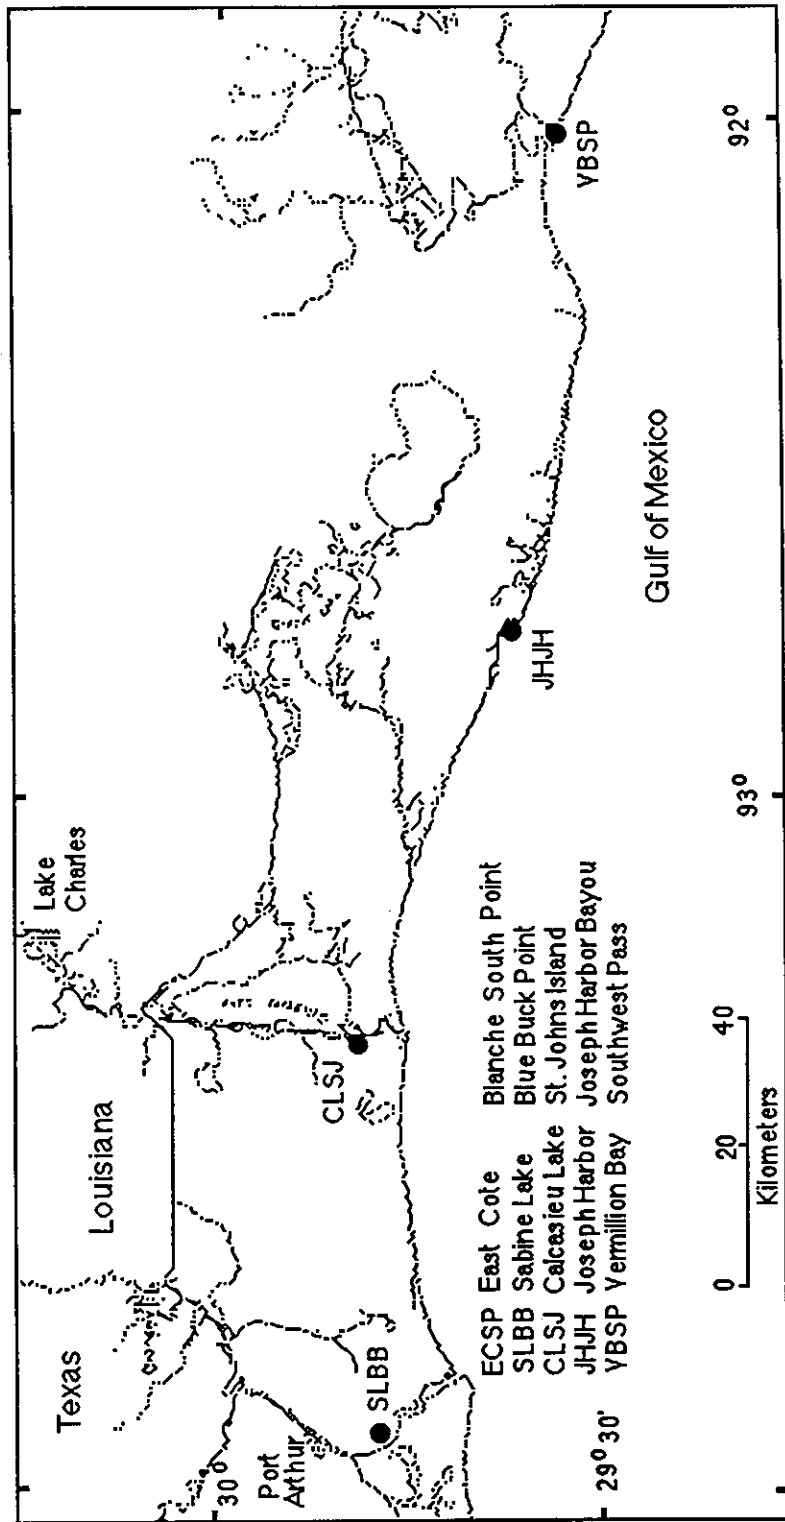 Texas
Louisiana
Lake
Charles
30°
Port
Arthur
SLBB
CLSJ
JHJH
VBSP
Gulf of Mexico
29° 30'
93°
92°
ECSP East Cote Blanche South Point
SLBB Sabine Lake Blue Buck Point
CLSJ Calcasieu Lake St. Johns Island
JHJH Joseph Harbor Joseph Harbor Bayou
VBSP Vermillion Bay Southwest Pass
0 20 40
Kilometers